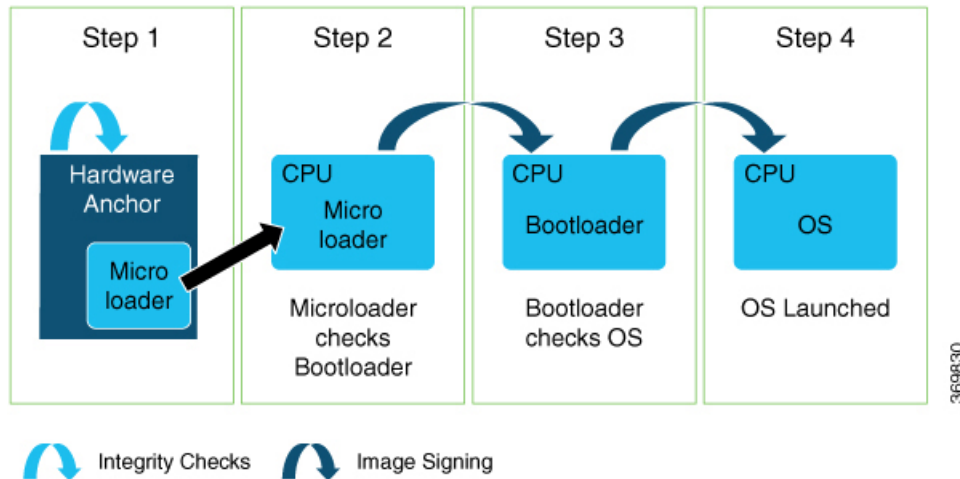 Step 1
Step 2
Step 3
Step 4
Hardware
Anchor
Micro
loader
CPU
Micro
loader
CPU
Bootloader
CPU
OS
Microloader
checks
Bootloader
Bootloader
checks OS
OS Launched
369830
Integrity Checks
Image Signing